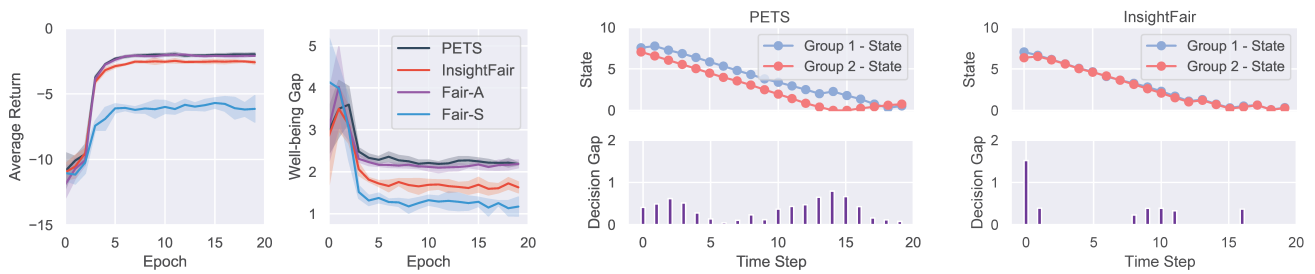 Average Return
0
−5
−10
−15
0 5 10 15 20
Epoch
Well-being Gap
5
4
3
2
1
PETS
InsightFair
Fair-A
Fair-S
0 5 10 15 20
Epoch
PETS
State
10
5
0
Group 1 - State
Group 2 - State
Decision Gap
2
1
0
0 5 10 15 20
Time Step
InsightFair
State
10
5
0
Group 1 - State
Group 2 - State
Decision Gap
2
1
0
0 5 10 15 20
Time Step